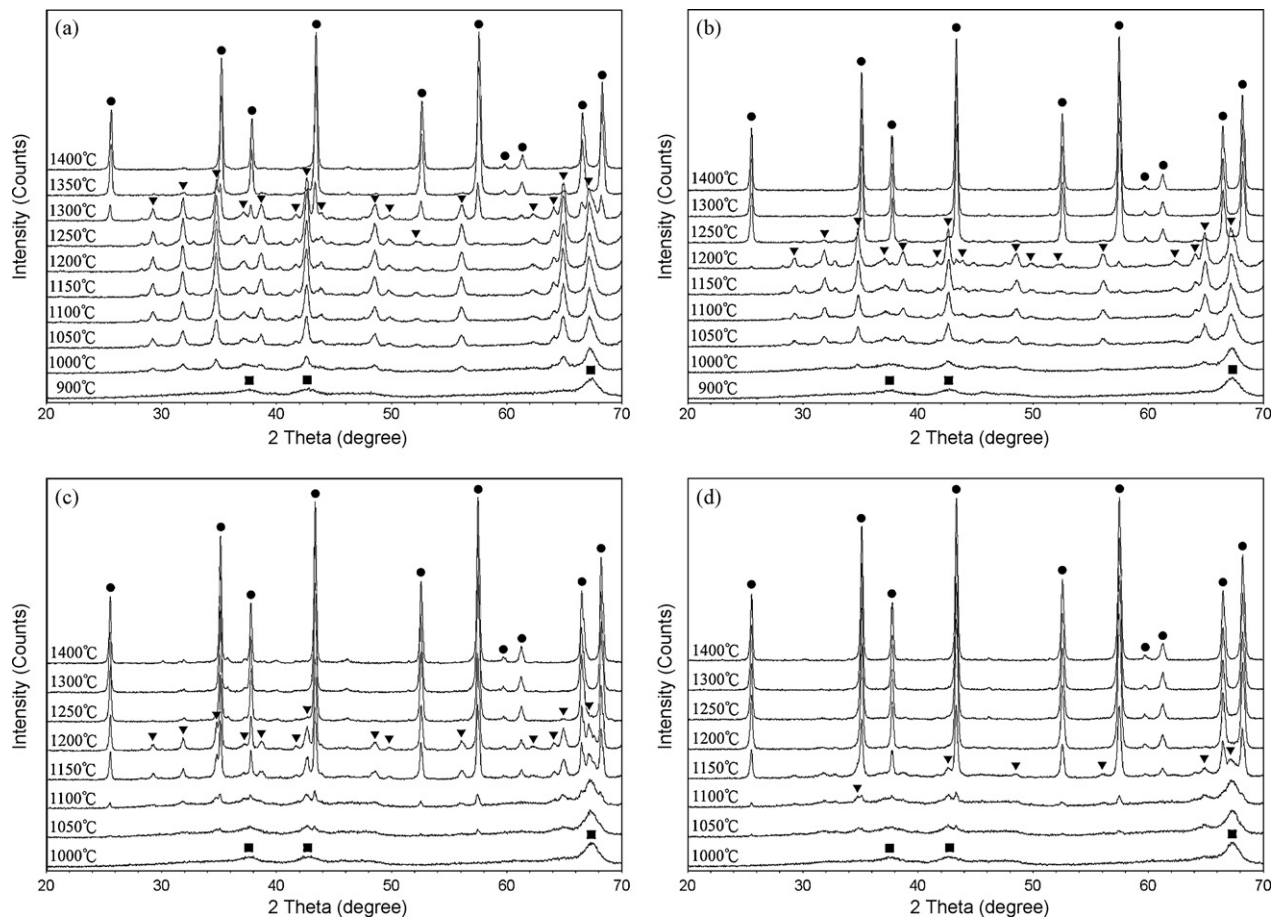 (a)
Intensity (Counts)
1400℃
1350℃
1300℃
1250℃
1200℃
1150℃
1100℃
1050℃
1000℃
900℃
20 30 40 50 60 70
2 Theta (degree)
(b)
Intensity (Counts)
1400℃
1300℃
1250℃
1200℃
1150℃
1100℃
1050℃
1000℃
900℃
20 30 40 50 60 70
2 Theta (degree)
(c)
Intensity (Counts)
1400℃
1300℃
1250℃
1200℃
1150℃
1100℃
1050℃
1000℃
20 30 40 50 60 70
2 Theta (degree)
(d)
Intensity (Counts)
1400℃
1300℃
1250℃
1200℃
1150℃
1100℃
1050℃
1000℃
20 30 40 50 60 70
2 Theta (degree)